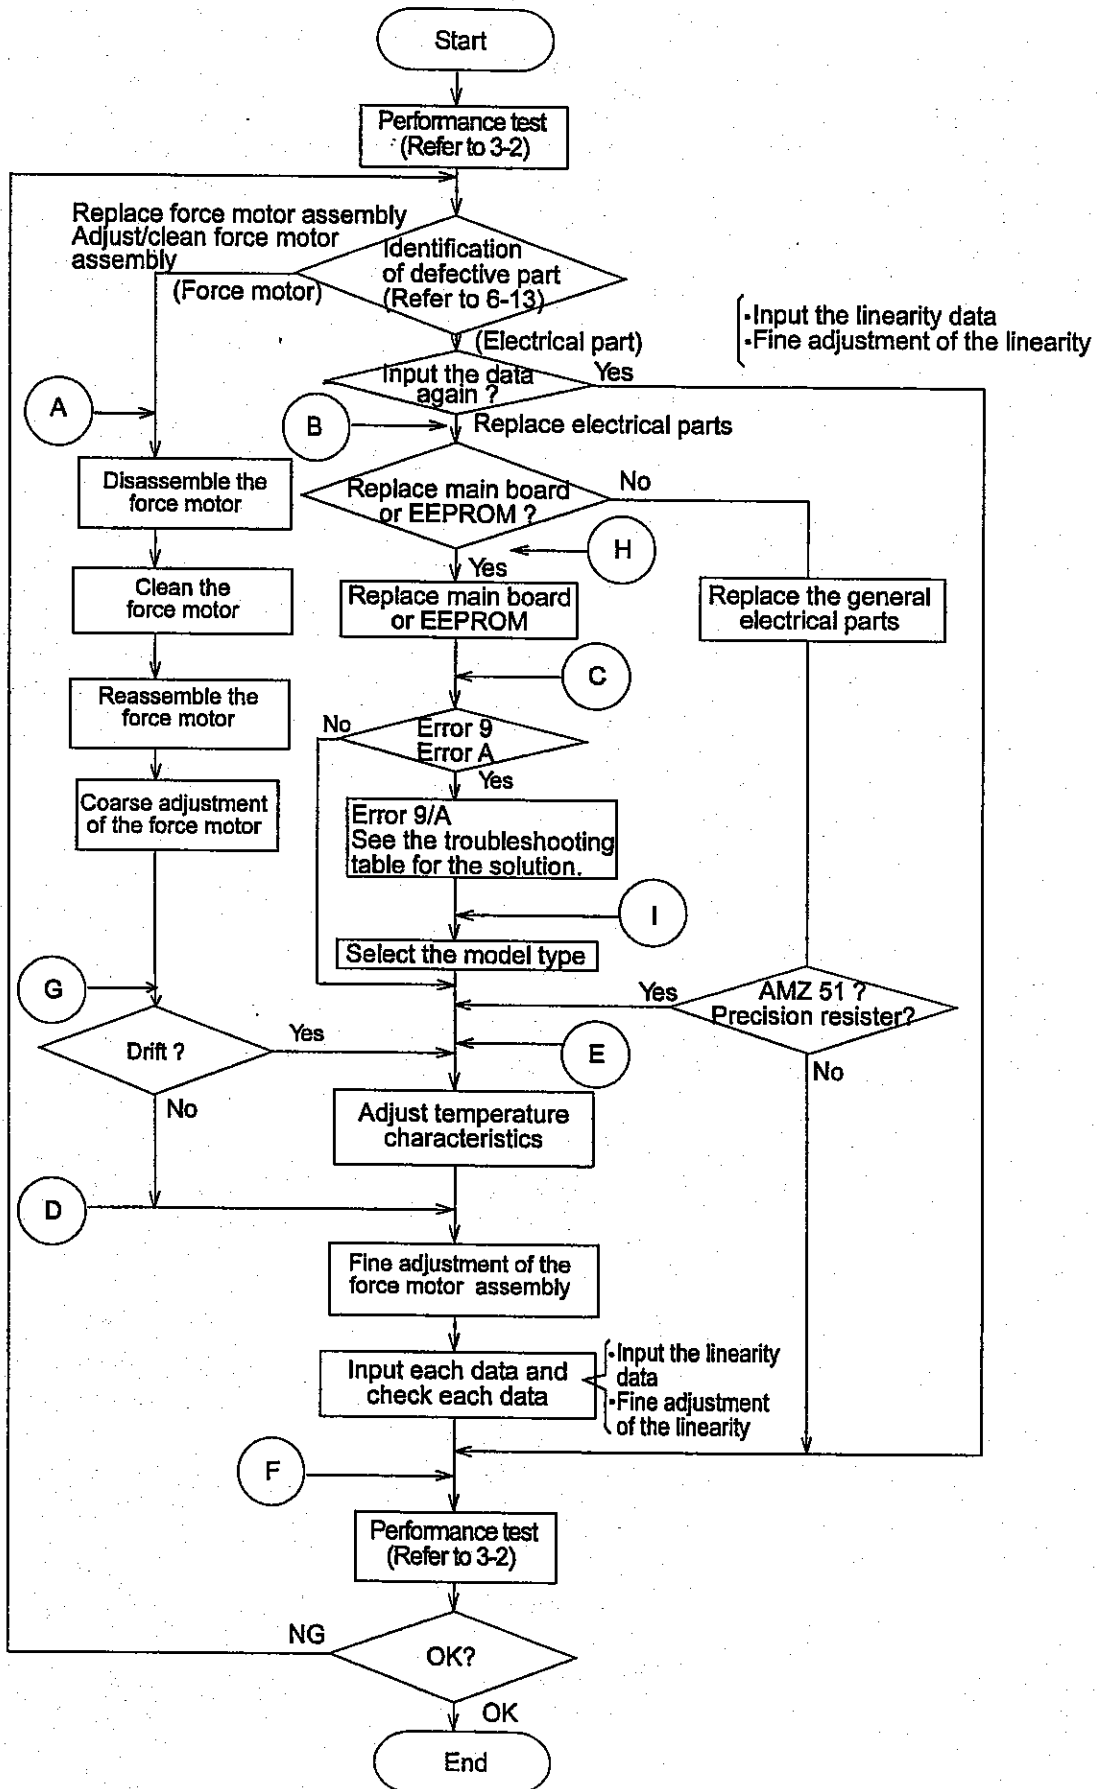 Start
Performance test
(Refer to 3-2)
Replace force motor assembly
Adjust/clean force motor
assembly
(Force motor)
Identification
of defective part
(Refer to 6-13)
(Electrical part)
•Input the linearity data
•Fine adjustment of the linearity
Input the data
again ?
Yes
A
B
Replace electrical parts
Disassemble the
force motor
Replace main board
or EEPROM ?
No
H
Yes
Clean the
force motor
Replace main board
or EEPROM
Replace the general
electrical parts
C
Reassemble the
force motor
No
Error 9
Error A
Yes
Coarse adjustment
of the force motor
Error 9/A
See the troubleshooting
table for the solution.
I
Select the model type
G
Yes
AMZ 51 ?
Precision resister?
Drift ?
Yes
E
No
No
Adjust temperature
characteristics
D
Fine adjustment of the
force motor assembly
Input each data and
check each data
•Input the linearity
data
•Fine adjustment
of the linearity
F
Performance test
(Refer to 3-2)
NG
OK?
OK
End